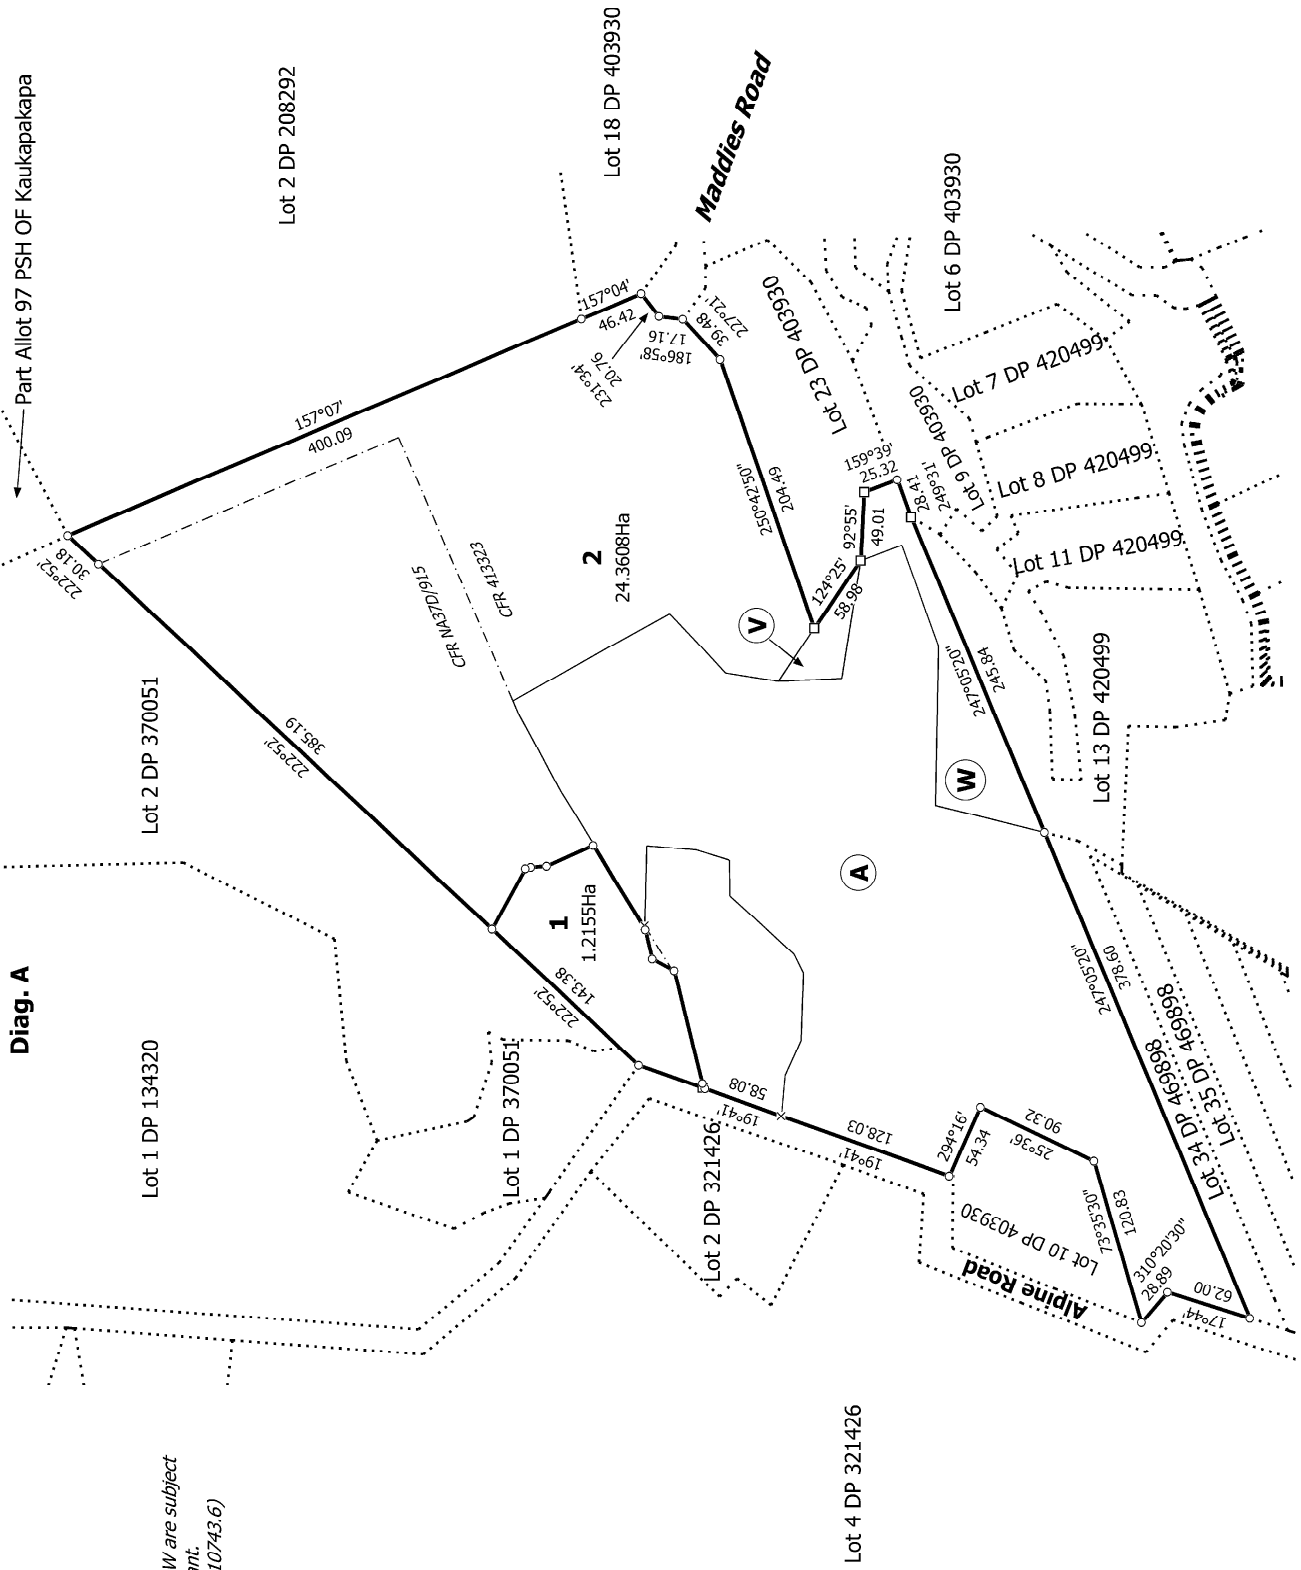 Diag. A
Part Allot 97 PSH OF Kaukapakapa
Lot 2 DP 208292
Lot 18 DP 403930
Maddies Road
Lot 6 DP 403930
Lot 1 DP 134320
Lot 2 DP 370051
Lot 1 DP 370051
Lot 2 DP 321426
Lot 4 DP 321426
222°52'
30.18
157°07'
400.09
157°04'
46.42
231°34'
20.76
186°58'
17.16
39.48
227°21'
222°52'
385.19
CFR NA37D/915
CFR 413323
2
24.3608Ha
250°42'50"
204.49
Lot 23 DP 403930
159°39'
25.32
92°55'
49.01
124°25'
58.98
28.41
249°31'
Lot 9 DP 403930
Lot 7 DP 420499
Lot 8 DP 420499
Lot 11 DP 420499
Lot 13 DP 420499
V
W
A
247°05'20"
245.84
1
1.2155Ha
222°52'
143.38
19°41'
58.08
19°41'
128.03
294°16'
54.34
25°36'
90.32
73°35'30"
120.83
Lot 10 DP 403930
Alpine Road
310°20'30"
28.89
17°44'
62.00
247°05'20"
378.60
Lot 34 DP 469898
Lot 35 DP 469898
W are subject
ant.
10743.6)